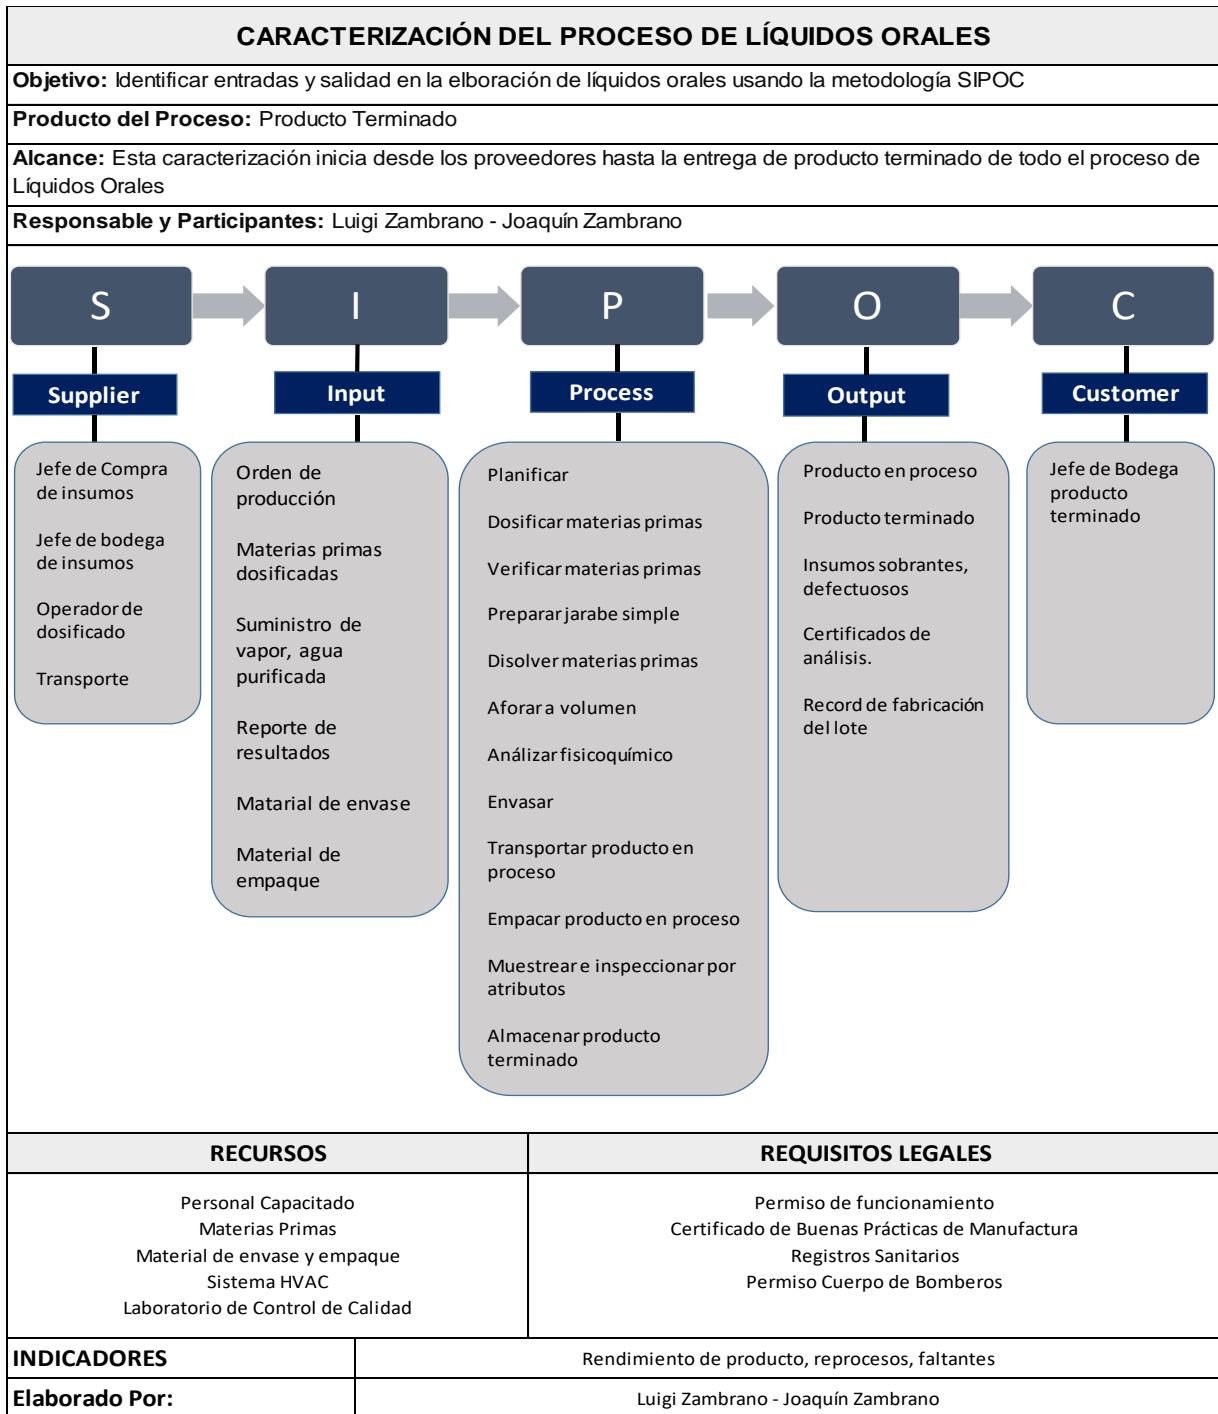 CARACTERIZACIÓN DEL PROCESO DE LÍQUIDOS ORALES
Objetivo: Identificar entradas y salidad en la elboración de líquidos orales usando la metodología SIPOC
Producto del Proceso: Producto Terminado
Alcance: Esta caracterización inicia desde los proveedores hasta la entrega de producto terminado de todo el proceso de
Líquidos Orales
Responsable y Participantes: Luigi Zambrano - Joaquín Zambrano
S
I
P
O
C
Supplier
Input
Process
Output
Customer
Jefe de Compra
de insumos
Jefe de bodega
de insumos
Operador de
dosificado
Transporte
Orden de
producción
Materias primas
dosificadas
Suministro de
vapor, agua
purificada
Reporte de
resultados
Matarial de envase
Material de
empaque
Planificar
Dosificar materias primas
Verificar materias primas
Preparar jarabe simple
Disolver materias primas
Aforar a volumen
Análizar fisicoquímico
Envasar
Transportar producto en
proceso
Empacar producto en proceso
Muestrear e inspeccionar por
atributos
Almacenar producto
terminado
Producto en proceso
Producto terminado
Insumos sobrantes,
defectuosos
Certificados de
análisis.
Record de fabricación
del lote
Jefe de Bodega
producto
terminado
RECURSOS
Personal Capacitado
Materias Primas
Material de envase y empaque
Sistema HVAC
Laboratorio de Control de Calidad
REQUISITOS LEGALES
Permiso de funcionamiento
Certificado de Buenas Prácticas de Manufactura
Registros Sanitarios
Permiso Cuerpo de Bomberos
INDICADORES
Rendimiento de producto, reprocesos, faltantes
Elaborado Por:
Luigi Zambrano - Joaquín Zambrano